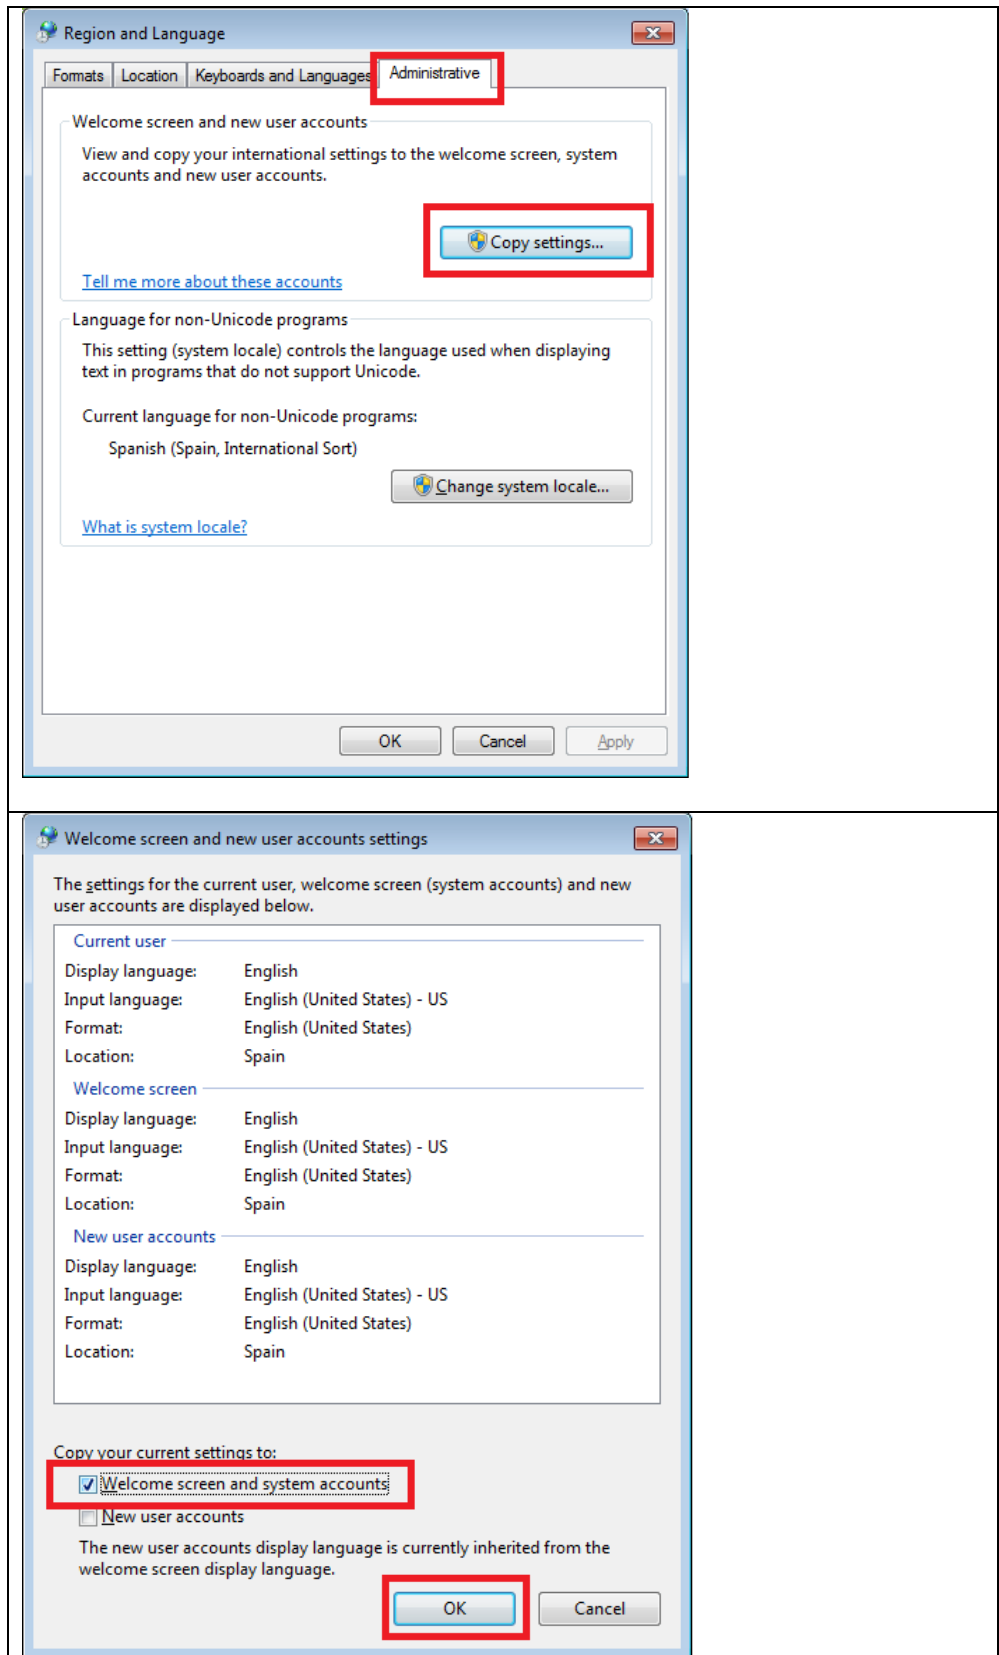 Region and Language
Formats Location Keyboards and Languages Administrative
Welcome screen and new user accounts
View and copy your international settings to the welcome screen, system
accounts and new user accounts.
Copy settings...
Tell me more about these accounts
Language for non-Unicode programs
This setting (system locale) controls the language used when displaying
text in programs that do not support Unicode.
Current language for non-Unicode programs:
Spanish (Spain, International Sort)
Change system locale...
What is system locale?
OK Cancel Apply
Welcome screen and new user accounts settings
The settings for the current user, welcome screen (system accounts) and new
user accounts are displayed below.
Current user
Display language: English
Input language: English (United States) - US
Format: English (United States)
Location: Spain
Welcome screen
Display language: English
Input language: English (United States) - US
Format: English (United States)
Location: Spain
New user accounts
Display language: English
Input language: English (United States) - US
Format: English (United States)
Location: Spain
Copy your current settings to:
Welcome screen and system accounts
New user accounts
The new user accounts display language is currently inherited from the
welcome screen display language.
OK Cancel